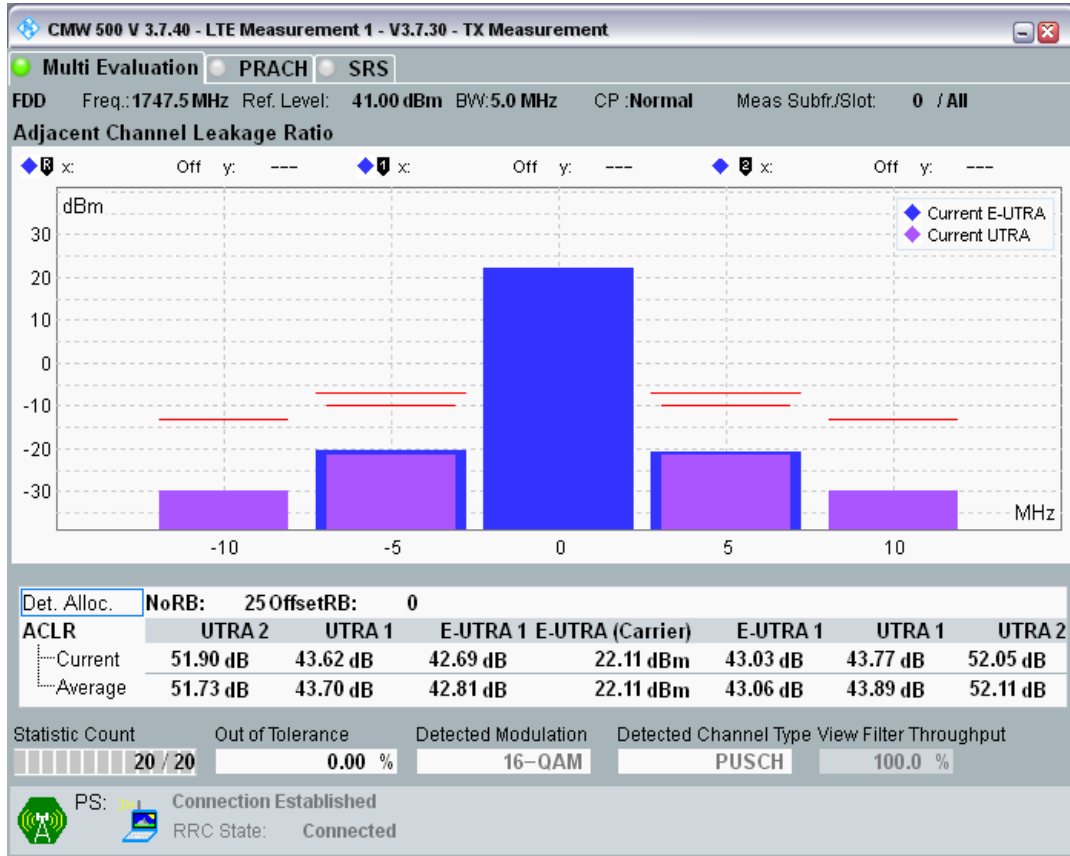 CMW 500 V 3.7.40 - LTE Measurement 1 - V3.7.30 - TX Measurement
Multi Evaluation PRACH SRS
FDD Freq.: 1747.5 MHz Ref. Level: 41.00 dBm BW: 5.0 MHz CP : Normal Meas Subfr./Slot: 0 / All
Adjacent Channel Leakage Ratio
R x: Off y: --- 1 x: Off y: --- 2 x: Off y: ---
dBm
Current E-UTRA
Current UTRA
30
20
10
0
-10
-20
-30
MHz
-10 -5 0 5 10
Det. Alloc. NoRB: 25 OffsetRB: 0
ACLR UTRA 2 UTRA 1 E-UTRA 1 E-UTRA (Carrier) E-UTRA 1 UTRA 1 UTRA 2
Current 51.90 dB 43.62 dB 42.69 dB 22.11 dBm 43.03 dB 43.77 dB 52.05 dB
Average 51.73 dB 43.70 dB 42.81 dB 22.11 dBm 43.06 dB 43.89 dB 52.11 dB
Statistic Count Out of Tolerance Detected Modulation Detected Channel Type View Filter Throughput
20 / 20 0.00 % 16-QAM PUSCH 100.0 %
PS: Connection Established
RRC State: Connected